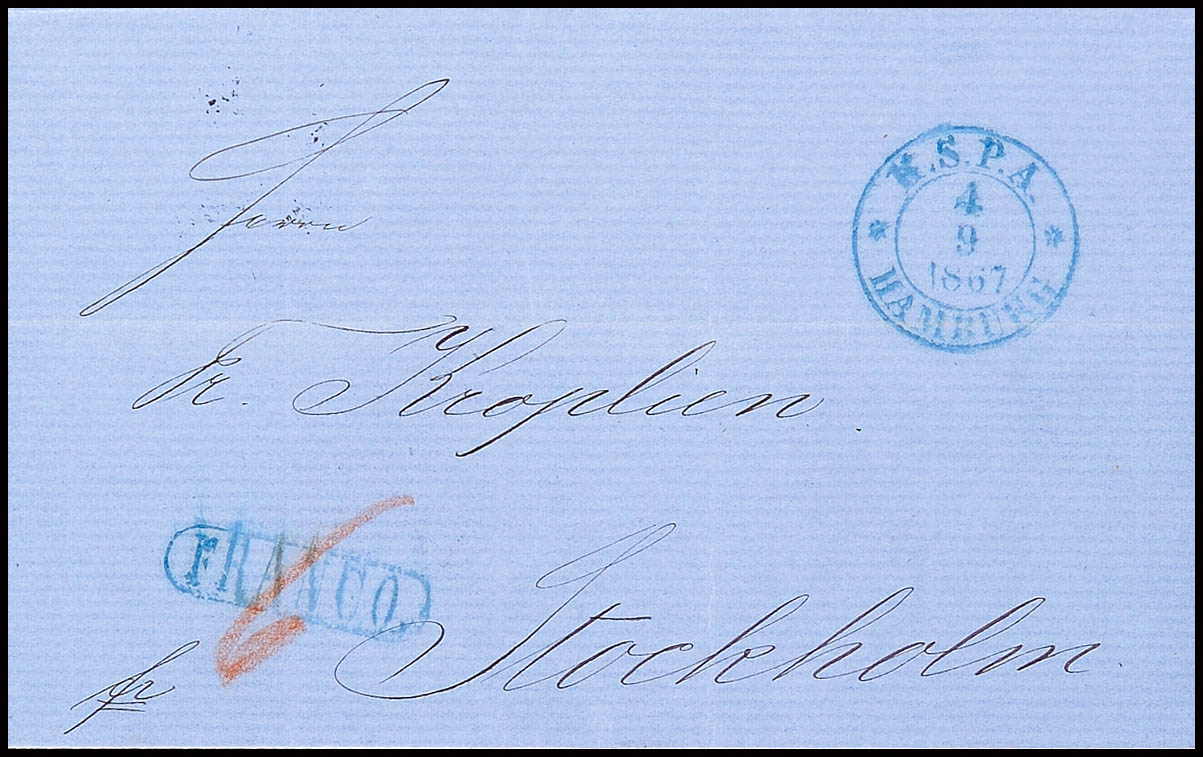 K.S.P.A.
4
9
1867
HAMBURG
Herrn
Fr. Kroplien
FRANCO
6
Stockholm
fr